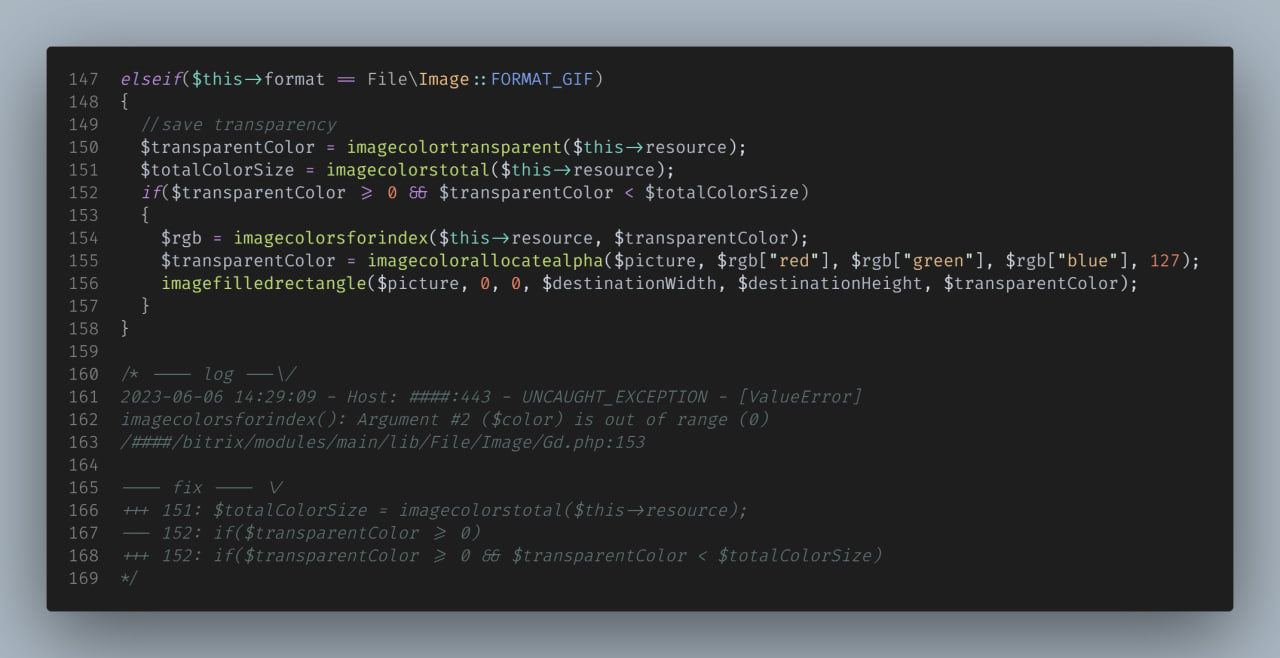 147 elseif($this->format == File\Image::FORMAT_GIF)
148 {
149   //save transparency
150   $transparentColor = imagecolortransparent($this->resource);
151   $totalColorSize = imagecolorstotal($this->resource);
152   if($transparentColor >= 0 && $transparentColor < $totalColorSize)
153   {
154     $rgb = imagecolorsforindex($this->resource, $transparentColor);
155     $transparentColor = imagecolorallocatealpha($picture, $rgb["red"], $rgb["green"], $rgb["blue"], 127);
156     imagefilledrectangle($picture, 0, 0, $destinationWidth, $destinationHeight, $transparentColor);
157   }
158 }
159
160 /* ---- log ---\/
161 2023-06-06 14:29:09 - Host: ####:443 - UNCAUGHT_EXCEPTION - [ValueError]
162 imagecolorsforindex(): Argument #2 ($color) is out of range (0)
163 /####/bitrix/modules/main/lib/File/Image/Gd.php:153
164
165 ---- fix ---- \/
166 +++ 151: $totalColorSize = imagecolorstotal($this->resource);
167 --- 152: if($transparentColor >= 0)
168 +++ 152: if($transparentColor >= 0 && $transparentColor < $totalColorSize)
169 */